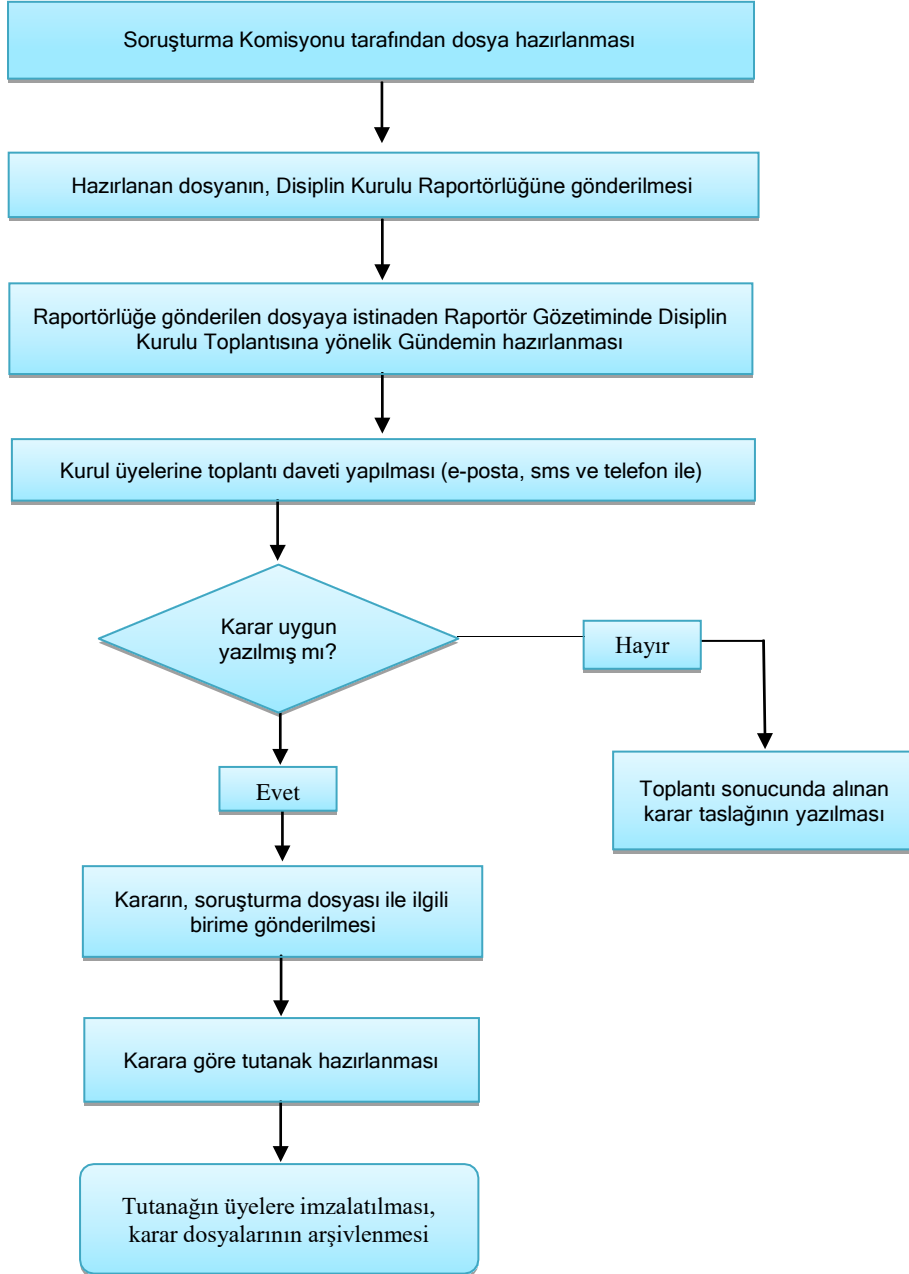 Soruşturma Komisyonu tarafından dosya hazırlanması
Hazırlanan dosyanın, Disiplin Kurulu Raportörlüğüne gönderilmesi
Raportörlüğe gönderilen dosyaya istinaden Raportör Gözetiminde Disiplin
Kurulu Toplantısına yönelik Gündemin hazırlanması
Kurul üyelerine toplantı daveti yapılması (e-posta, sms ve telefon ile)
Karar uygun
yazılmış mı?
Hayır
Toplantı sonucunda alınan
karar taslağının yazılması
Evet
Kararın, soruşturma dosyası ile ilgili
birime gönderilmesi
Karara göre tutanak hazırlanması
Tutanağın üyelere imzalatılması,
karar dosyalarının arşivlenmesi